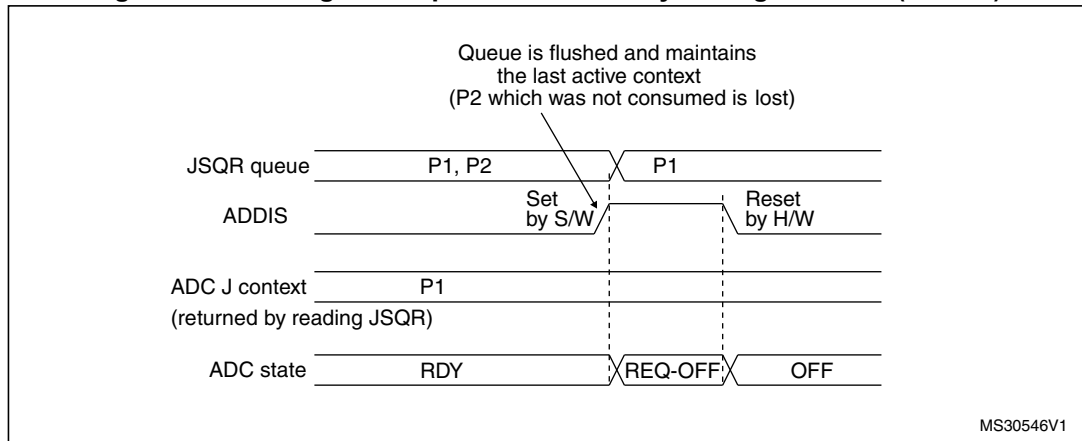 Queue is flushed and maintains
the last active context
(P2 which was not consumed is lost)
JSQR queue P1, P2 P1
ADDIS Set by S/W Reset by H/W
ADC J context P1
(returned by reading JSQR)
ADC state RDY REQ-OFF OFF
MS30546V1